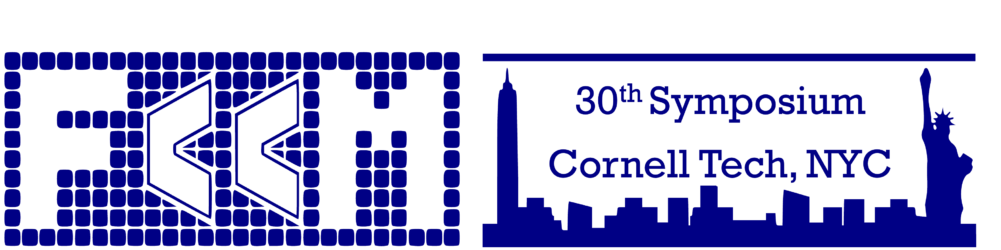 FCCM
30th Symposium
Cornell Tech, NYC